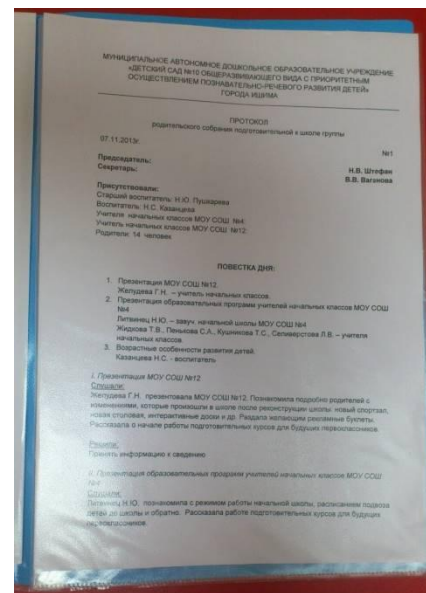 МУНИЦИПАЛЬНОЕ АВТОНОМНОЕ ДОШКОЛЬНОЕ ОБРАЗОВАТЕЛЬНОЕ УЧРЕЖДЕНИЕ
«ДЕТСКИЙ САД №10 ОБЩЕРАЗВИВАЮЩЕГО ВИДА С ПРИОРИТЕТНЫМ
ОСУЩЕСТВЛЕНИЕМ ПОЗНАВАТЕЛЬНО-РЕЧЕВОГО РАЗВИТИЯ ДЕТЕЙ»
ГОРОДА ИШИМА
ПРОТОКОЛ
родительского собрания подготовительной к школе группы
07.11.2013г. №1
Председатель: Н.В. Штефан
Секретарь: В.В. Ваганова
Присутствовали:
Старший воспитатель: Н.Ю. Пушкарева
Воспитатель: Н.С. Казанцева
Учителя начальных классов МОУ СОШ №4:
Учитель начальных классов МОУ СОШ №12:
Родители: 14 человек
ПОВЕСТКА ДНЯ:
1. Презентация МОУ СОШ №12.
Желудева Г.Н. – учитель начальных классов.
2. Презентация образовательных программ учителей начальных классов МОУ СОШ
№4
Литвинец Н.Ю. – завуч начальной школы МОУ СОШ №4
Жидкова Т.В., Пенькова С.А., Кушникова Т.С., Селивёрстова Л.В. – учителя
начальных классов.
3. Возрастные особенности развития детей.
Казанцева Н.С. - воспитатель
I. Презентация МОУ СОШ №12
Слушали:
Желудева Г.Н. презентовала МОУ СОШ №12. Познакомила подробно родителей с
изменениями, которые произошли в школе после реконструкции школы: новый спортзал,
новая столовая, интерактивные доски и др. Раздала желающим рекламные буклеты.
Рассказала о начале работы подготовительных курсов для будущих первоклассников.
Решили:
Принять информацию к сведению
II. Презентация образовательных программ учителей начальных классов МОУ СОШ
№4
Слушали:
Литвинец Н.Ю. познакомила с режимом работы начальной школы, расписанием подвоза
детей до школы и обратно. Рассказала работе подготовительных курсов для будущих
первоклассников.